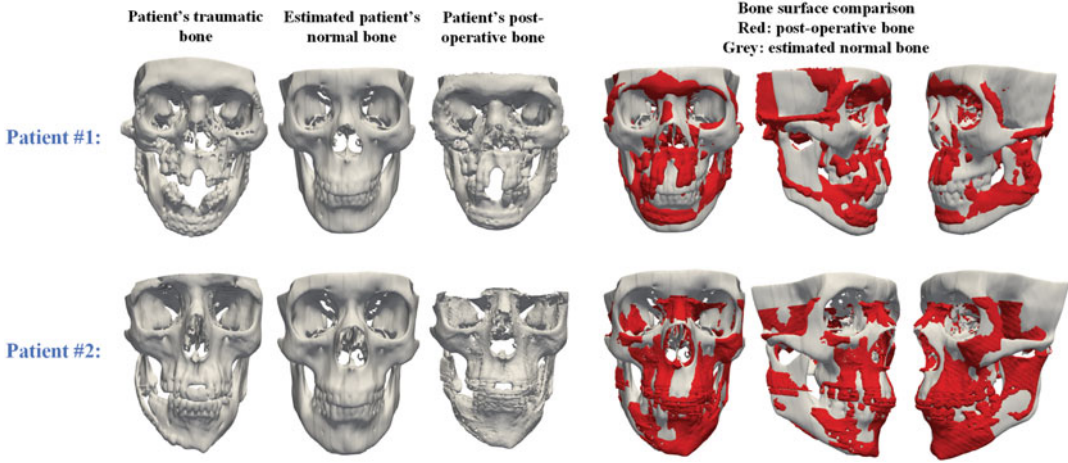 Patient's traumatic
bone
Estimated patient's
normal bone
Patient's post-
operative bone
Bone surface comparison
Red: post-operative bone
Grey: estimated normal bone
Patient #1:
Patient #2: